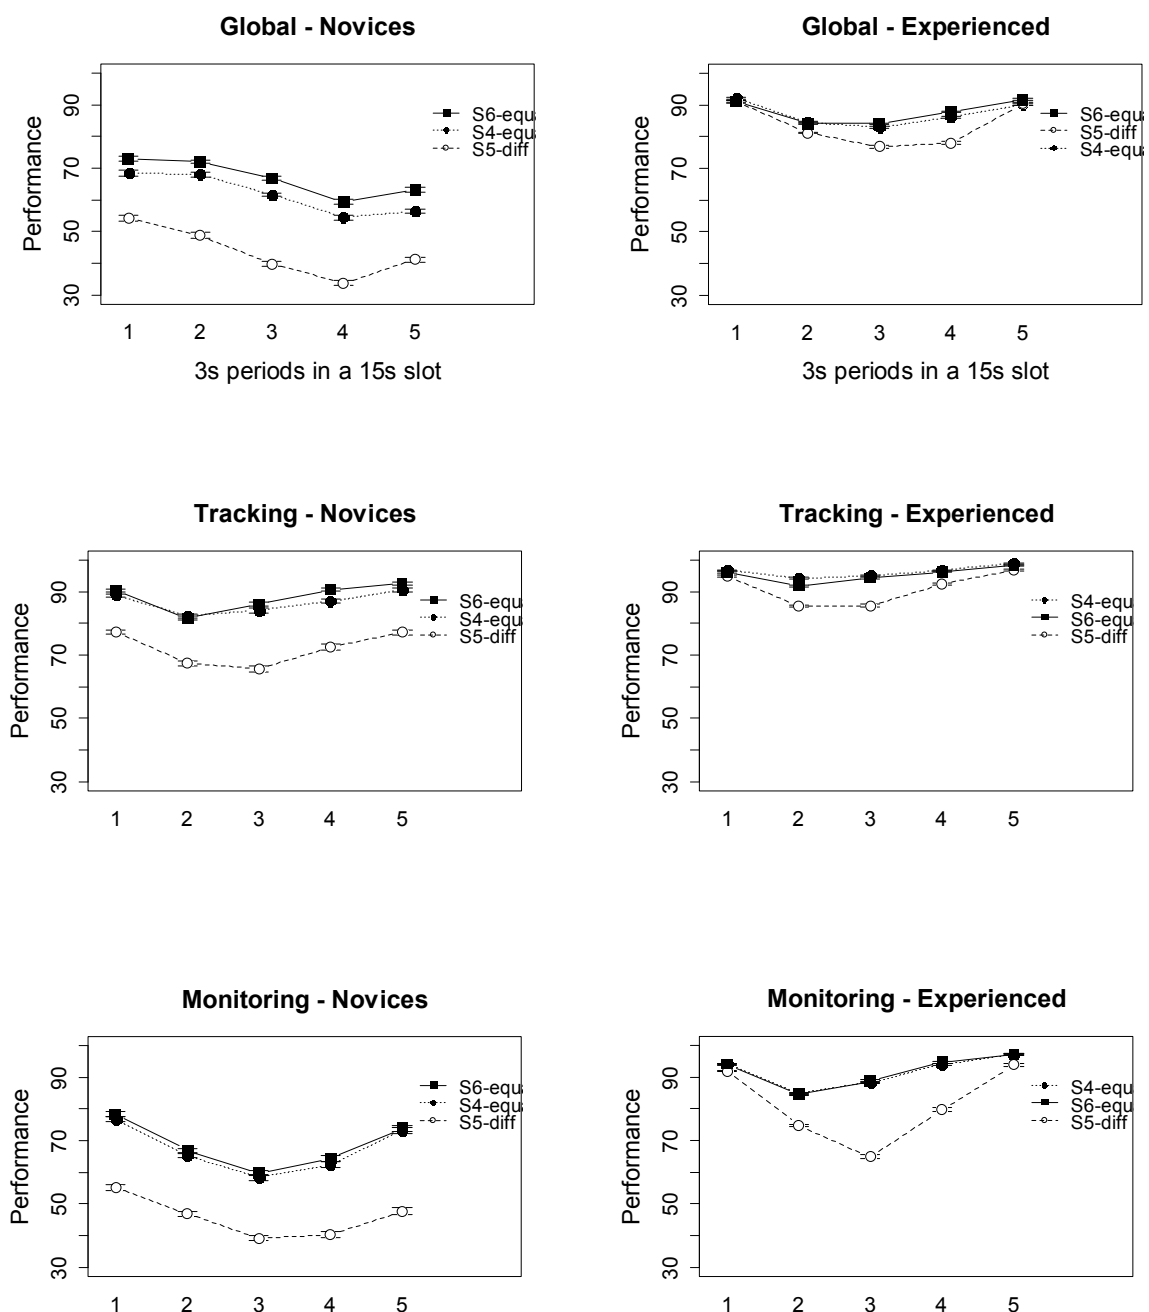 Global - Novices
Performance
30 50 70 90
S6-equ
S4-equ
S5-diff
1 2 3 4 5
3s periods in a 15s slot
Global - Experienced
Performance
30 50 70 90
S6-equ
S5-diff
S4-equ
1 2 3 4 5
3s periods in a 15s slot
Tracking - Novices
Performance
30 50 70 90
S6-equ
S4-equ
S5-diff
1 2 3 4 5
Tracking - Experienced
Performance
30 50 70 90
S4-equ
S6-equ
S5-diff
1 2 3 4 5
Monitoring - Novices
Performance
30 50 70 90
S6-equ
S4-equ
S5-diff
1 2 3 4 5
Monitoring - Experienced
Performance
30 50 70 90
S4-equ
S6-equ
S5-diff
1 2 3 4 5